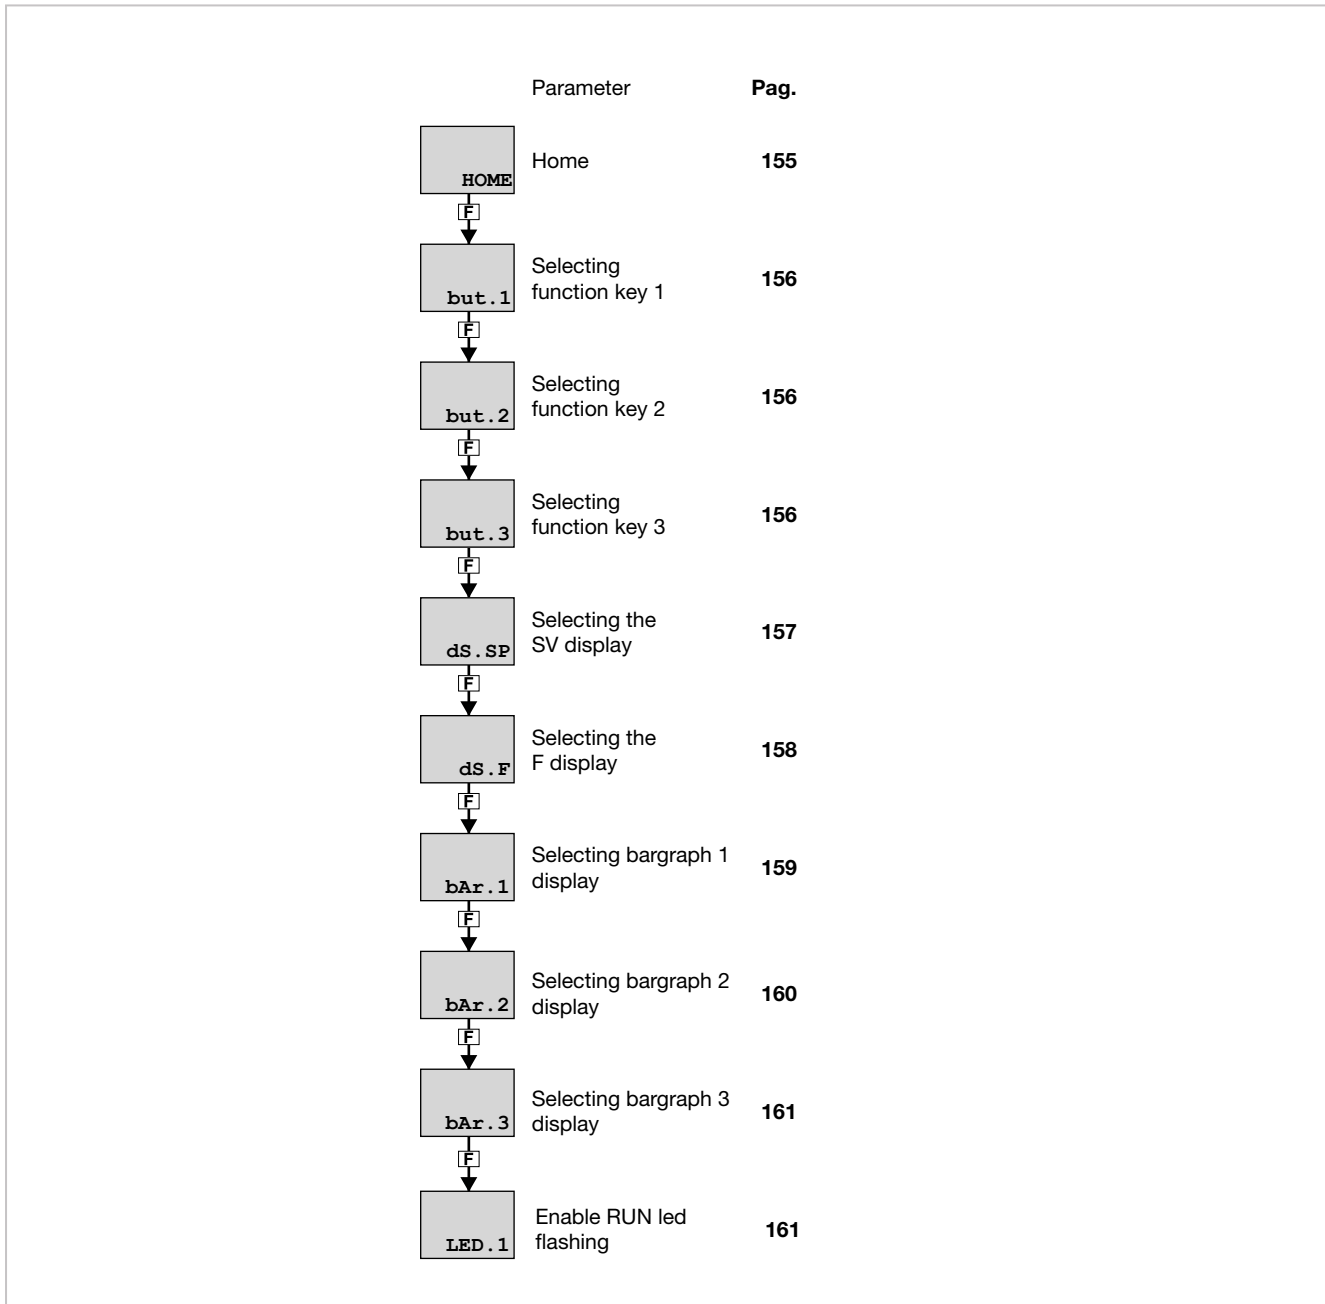 Parameter Pag.
HOME Home 155
F
but.1 Selecting
function key 1 156
F
but.2 Selecting
function key 2 156
F
but.3 Selecting
function key 3 156
F
dS.SP Selecting the
SV display 157
F
dS.F Selecting the
F display 158
F
bAr.1 Selecting bargraph 1
display 159
F
bAr.2 Selecting bargraph 2
display 160
F
bAr.3 Selecting bargraph 3
display 161
F
LED.1 Enable RUN led
flashing 161